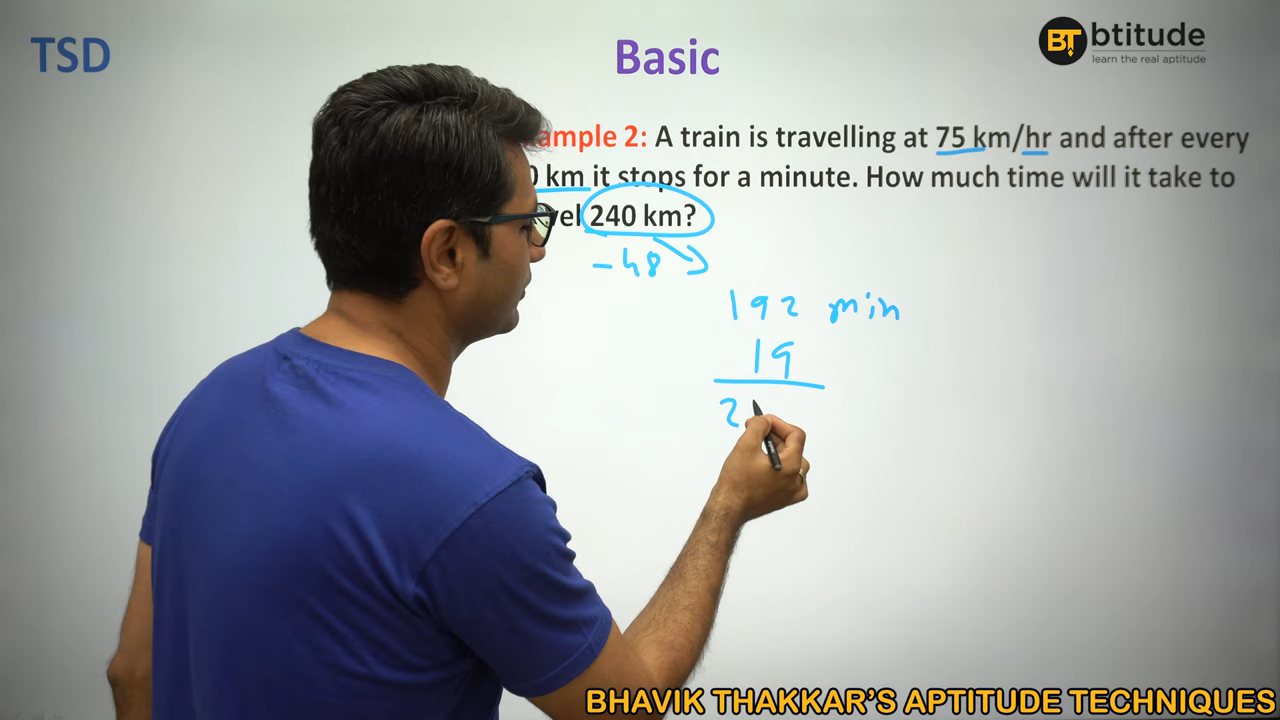 TSD
Basic
BT btitude
learn the real aptitude
ample 2: A train is travelling at 75 km/hr and after every
0 km it stops for a minute. How much time will it take to
vel 240 km?
-48
192 min
19
2
BHAVIK THAKKAR'S APTITUDE TECHNIQUES